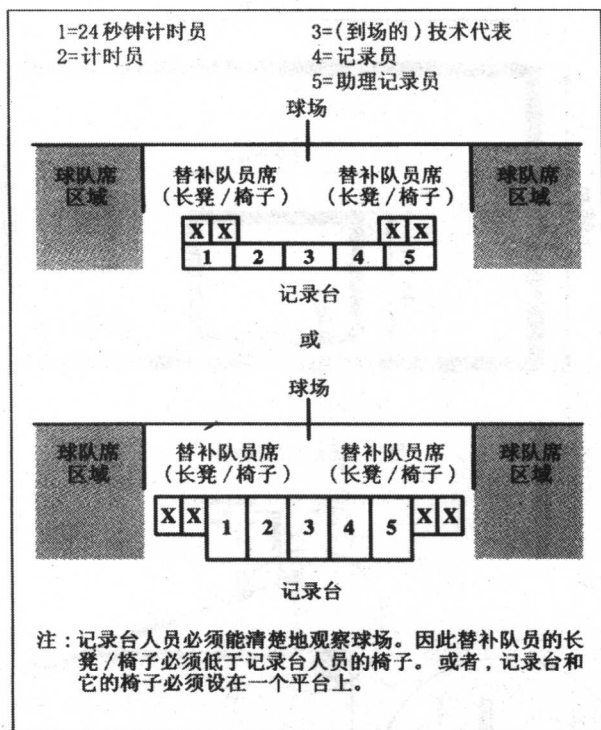 1=24秒钟计时员 3=(到场的)技术代表
2=计时员 4=记录员
5=助理记录员
球场
球队席 替补队员席 替补队员席 球队席
区域 (长凳/椅子) (长凳/椅子) 区域
X X X X
1 2 3 4 5
记录台
或
球场
球队席 替补队员席 替补队员席 球队席
区域 (长凳/椅子) (长凳/椅子) 区域
X X 1 2 3 4 5 X X
记录台
注:记录台人员必须能清楚地观察球场。因此替补队员的长
凳/椅子必须低于记录台人员的椅子。或者,记录台和
它的椅子必须设在一个平台上。